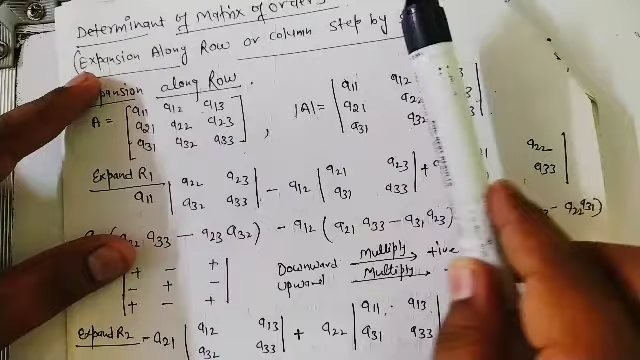 Determinant of Matrix of Order 3
(Expansion Along Row or column step by
along Row.
A = [a11 a12 a13
a21 a22 a23
a31 a32 a33] , |A| = |a11 a12
a21
a31 a32
Expand R1
a11 |a22 a23
a32 a33| - a12 |a21 a23
a31 a33| +
a22
a33|
a33 - a23 a32) - a12 (a21 a33 - a31 a23) - a22 a31)
|+ - +
- + -
+ - +|
Downward Multiply → +ive
upward Multiply →
Expand R2 - a21 |a12 a13
a32 a33| + a22 |a11 a13
a31 a33|